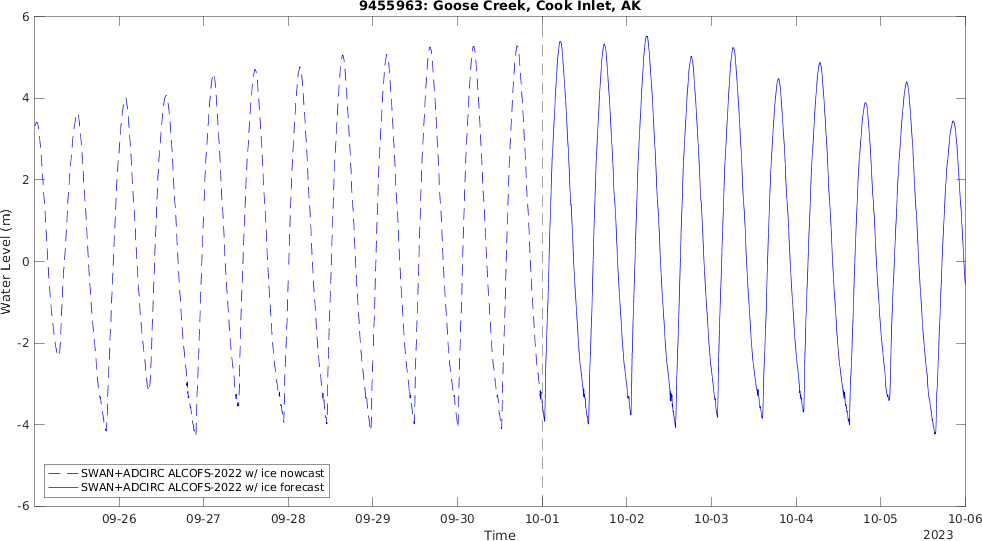 9455963: Goose Creek, Cook Inlet, AK
6
4
2
0
-2
-4
-6
Water Level (m)
SWAN+ADCIRC ALCOFS-2022 w/ ice nowcast
SWAN+ADCIRC ALCOFS-2022 w/ ice forecast
09-26 09-27 09-28 09-29 09-30 10-01 10-02 10-03 10-04 10-05 10-06
Time
2023